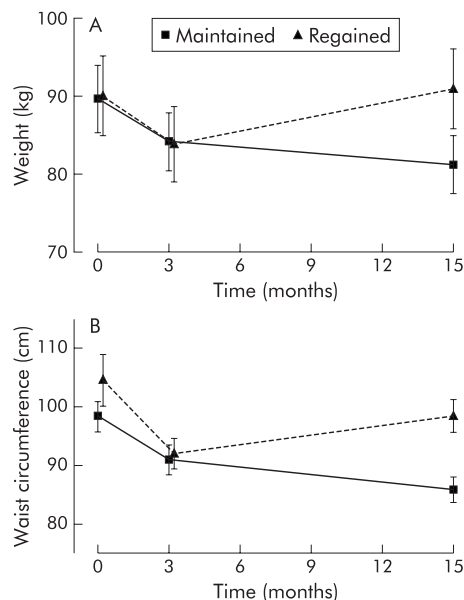 A
■ Maintained ▲ Regained
100
90
80
70
Weight (kg)
0 3 6 9 12 15
Time (months)
B
110
100
90
80
Waist circumference (cm)
0 3 6 9 12 15
Time (months)